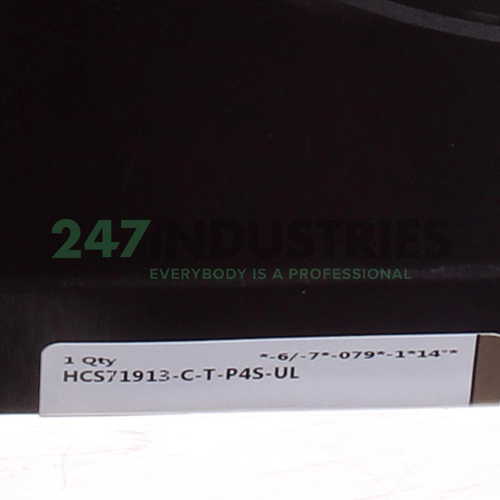 247INDUSTRIES
EVERYBODY IS A PROFESSIONAL
1 Qty *-6/-7*-079*-1*14**
HCS71913-C-T-P4S-UL